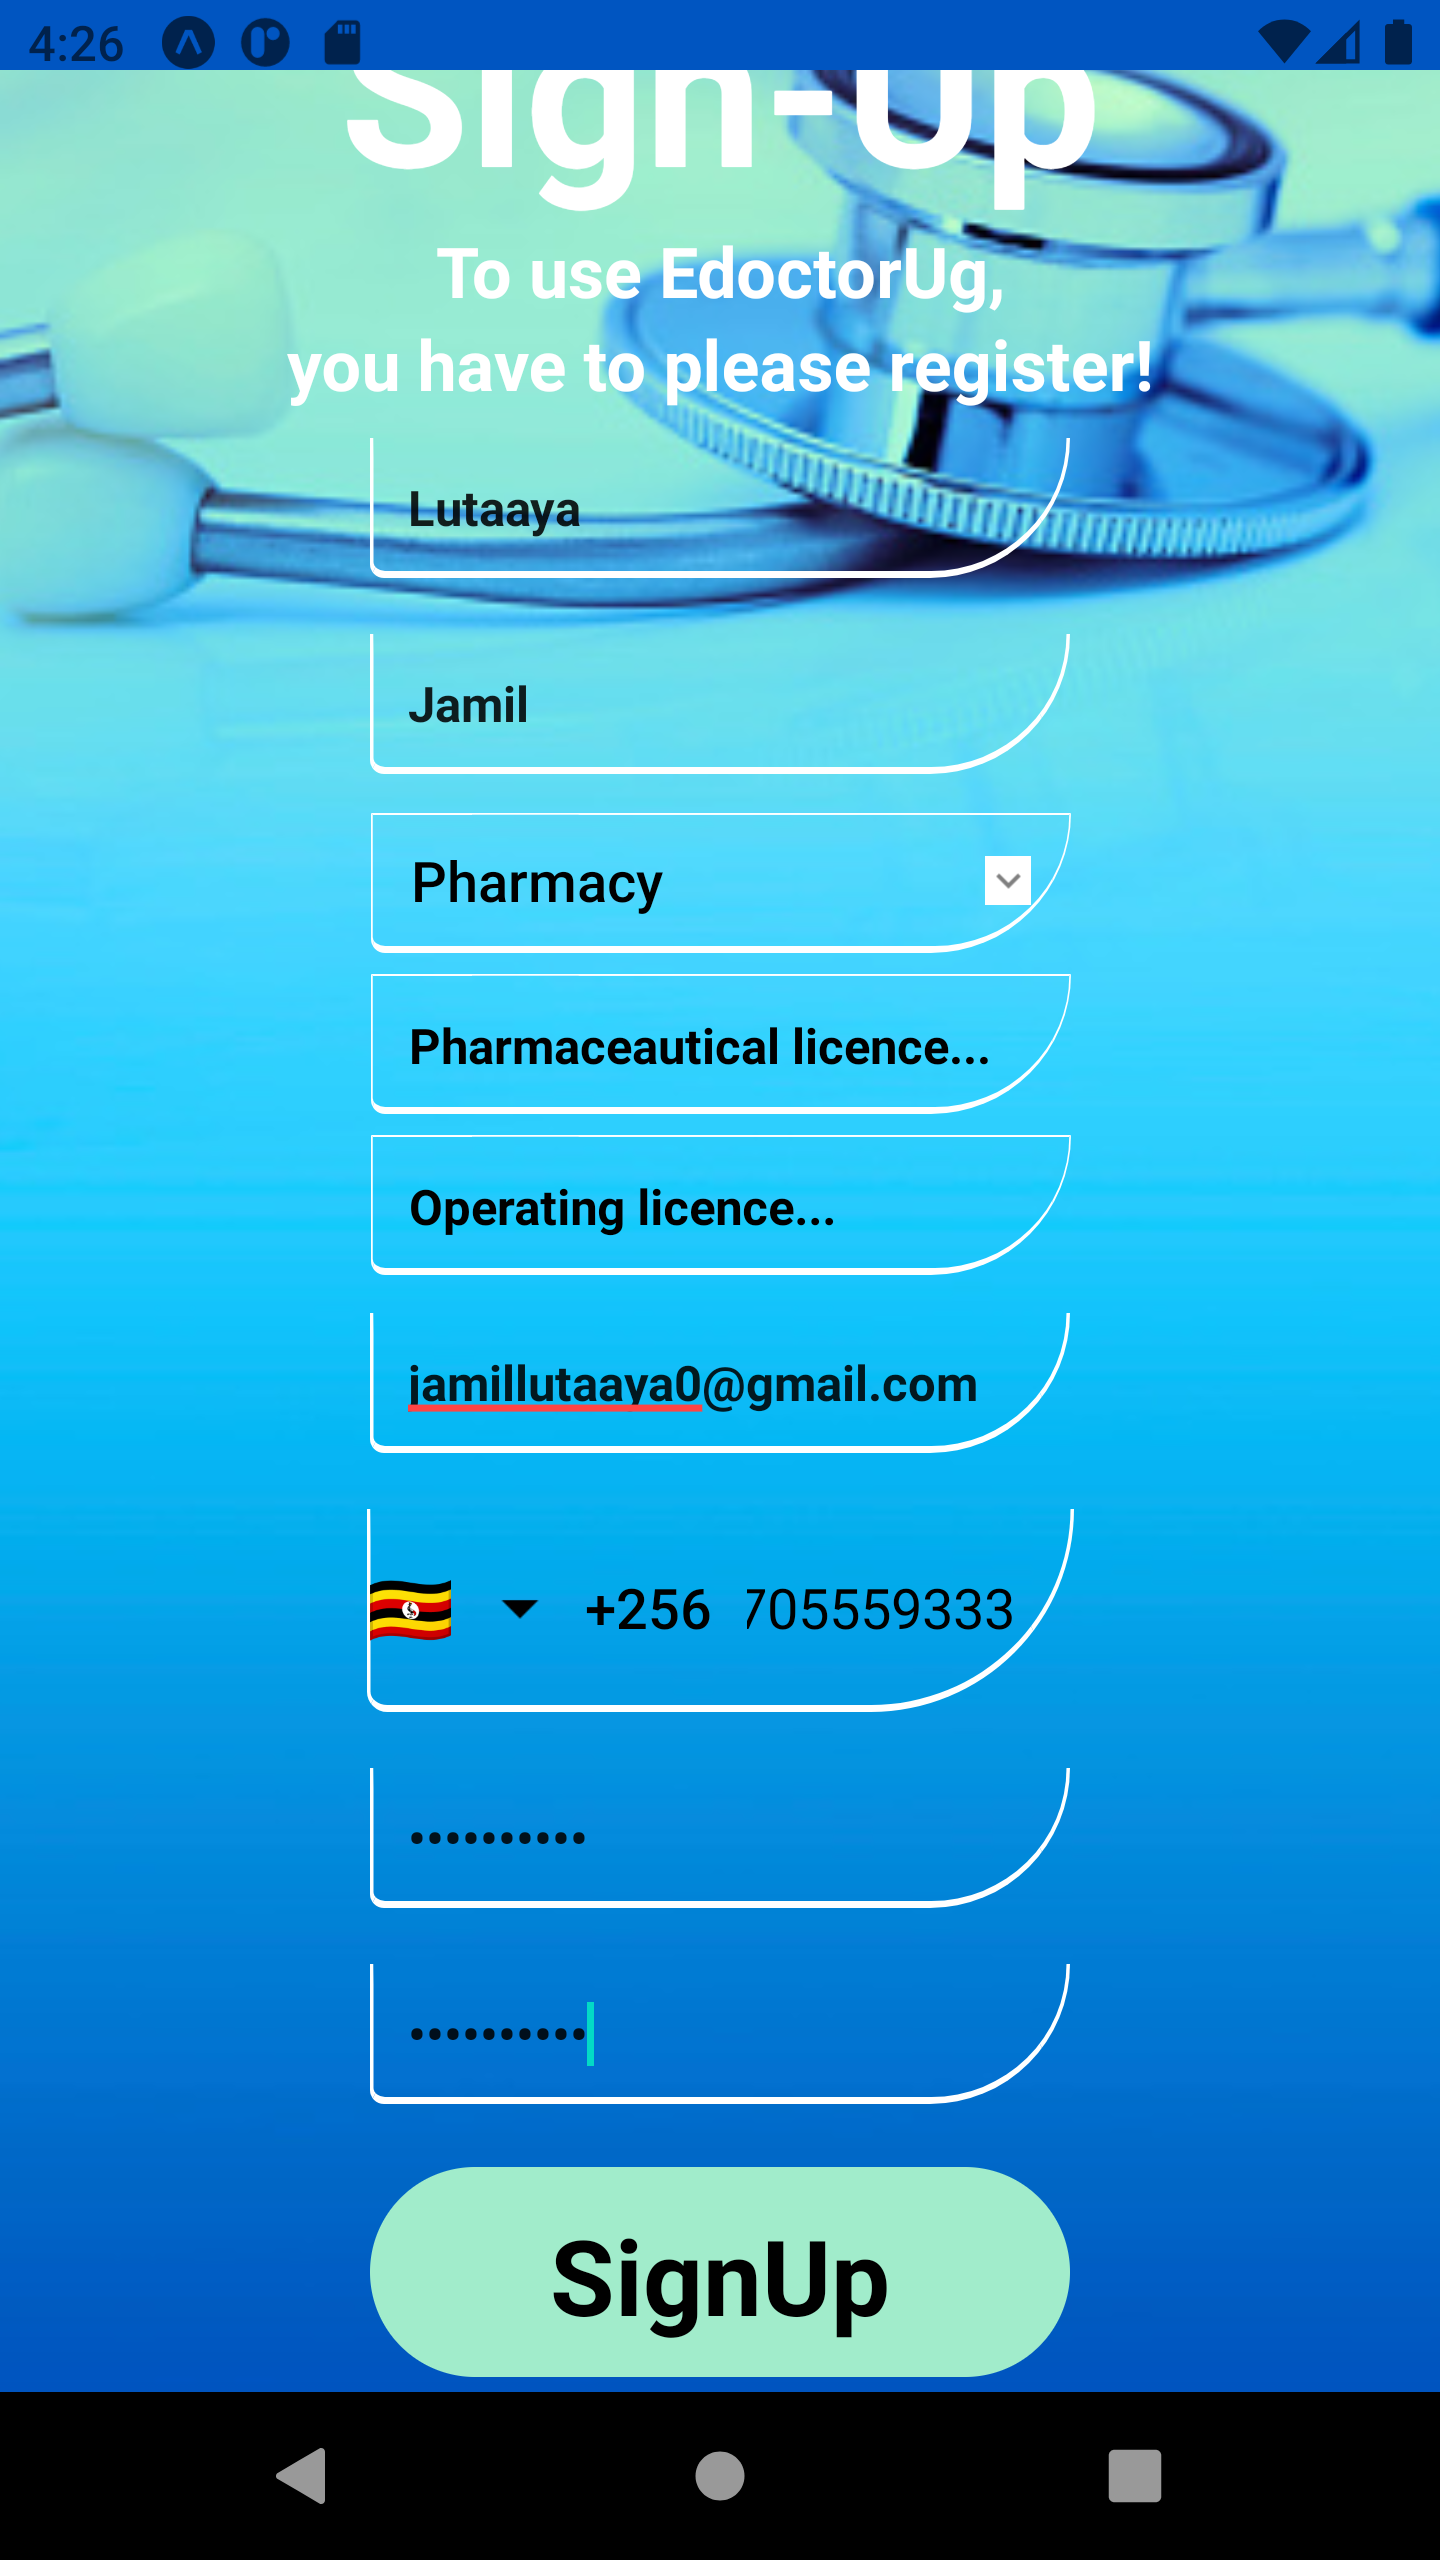 4:26
Sign-Up
To use EdoctorUg,
you have to please register!
Lutaaya
Jamil
Pharmacy
Pharmaceautical licence...
Operating licence...
jamillutaaya0@gmail.com
+256 705559333
••••••••••
••••••••••
SignUp